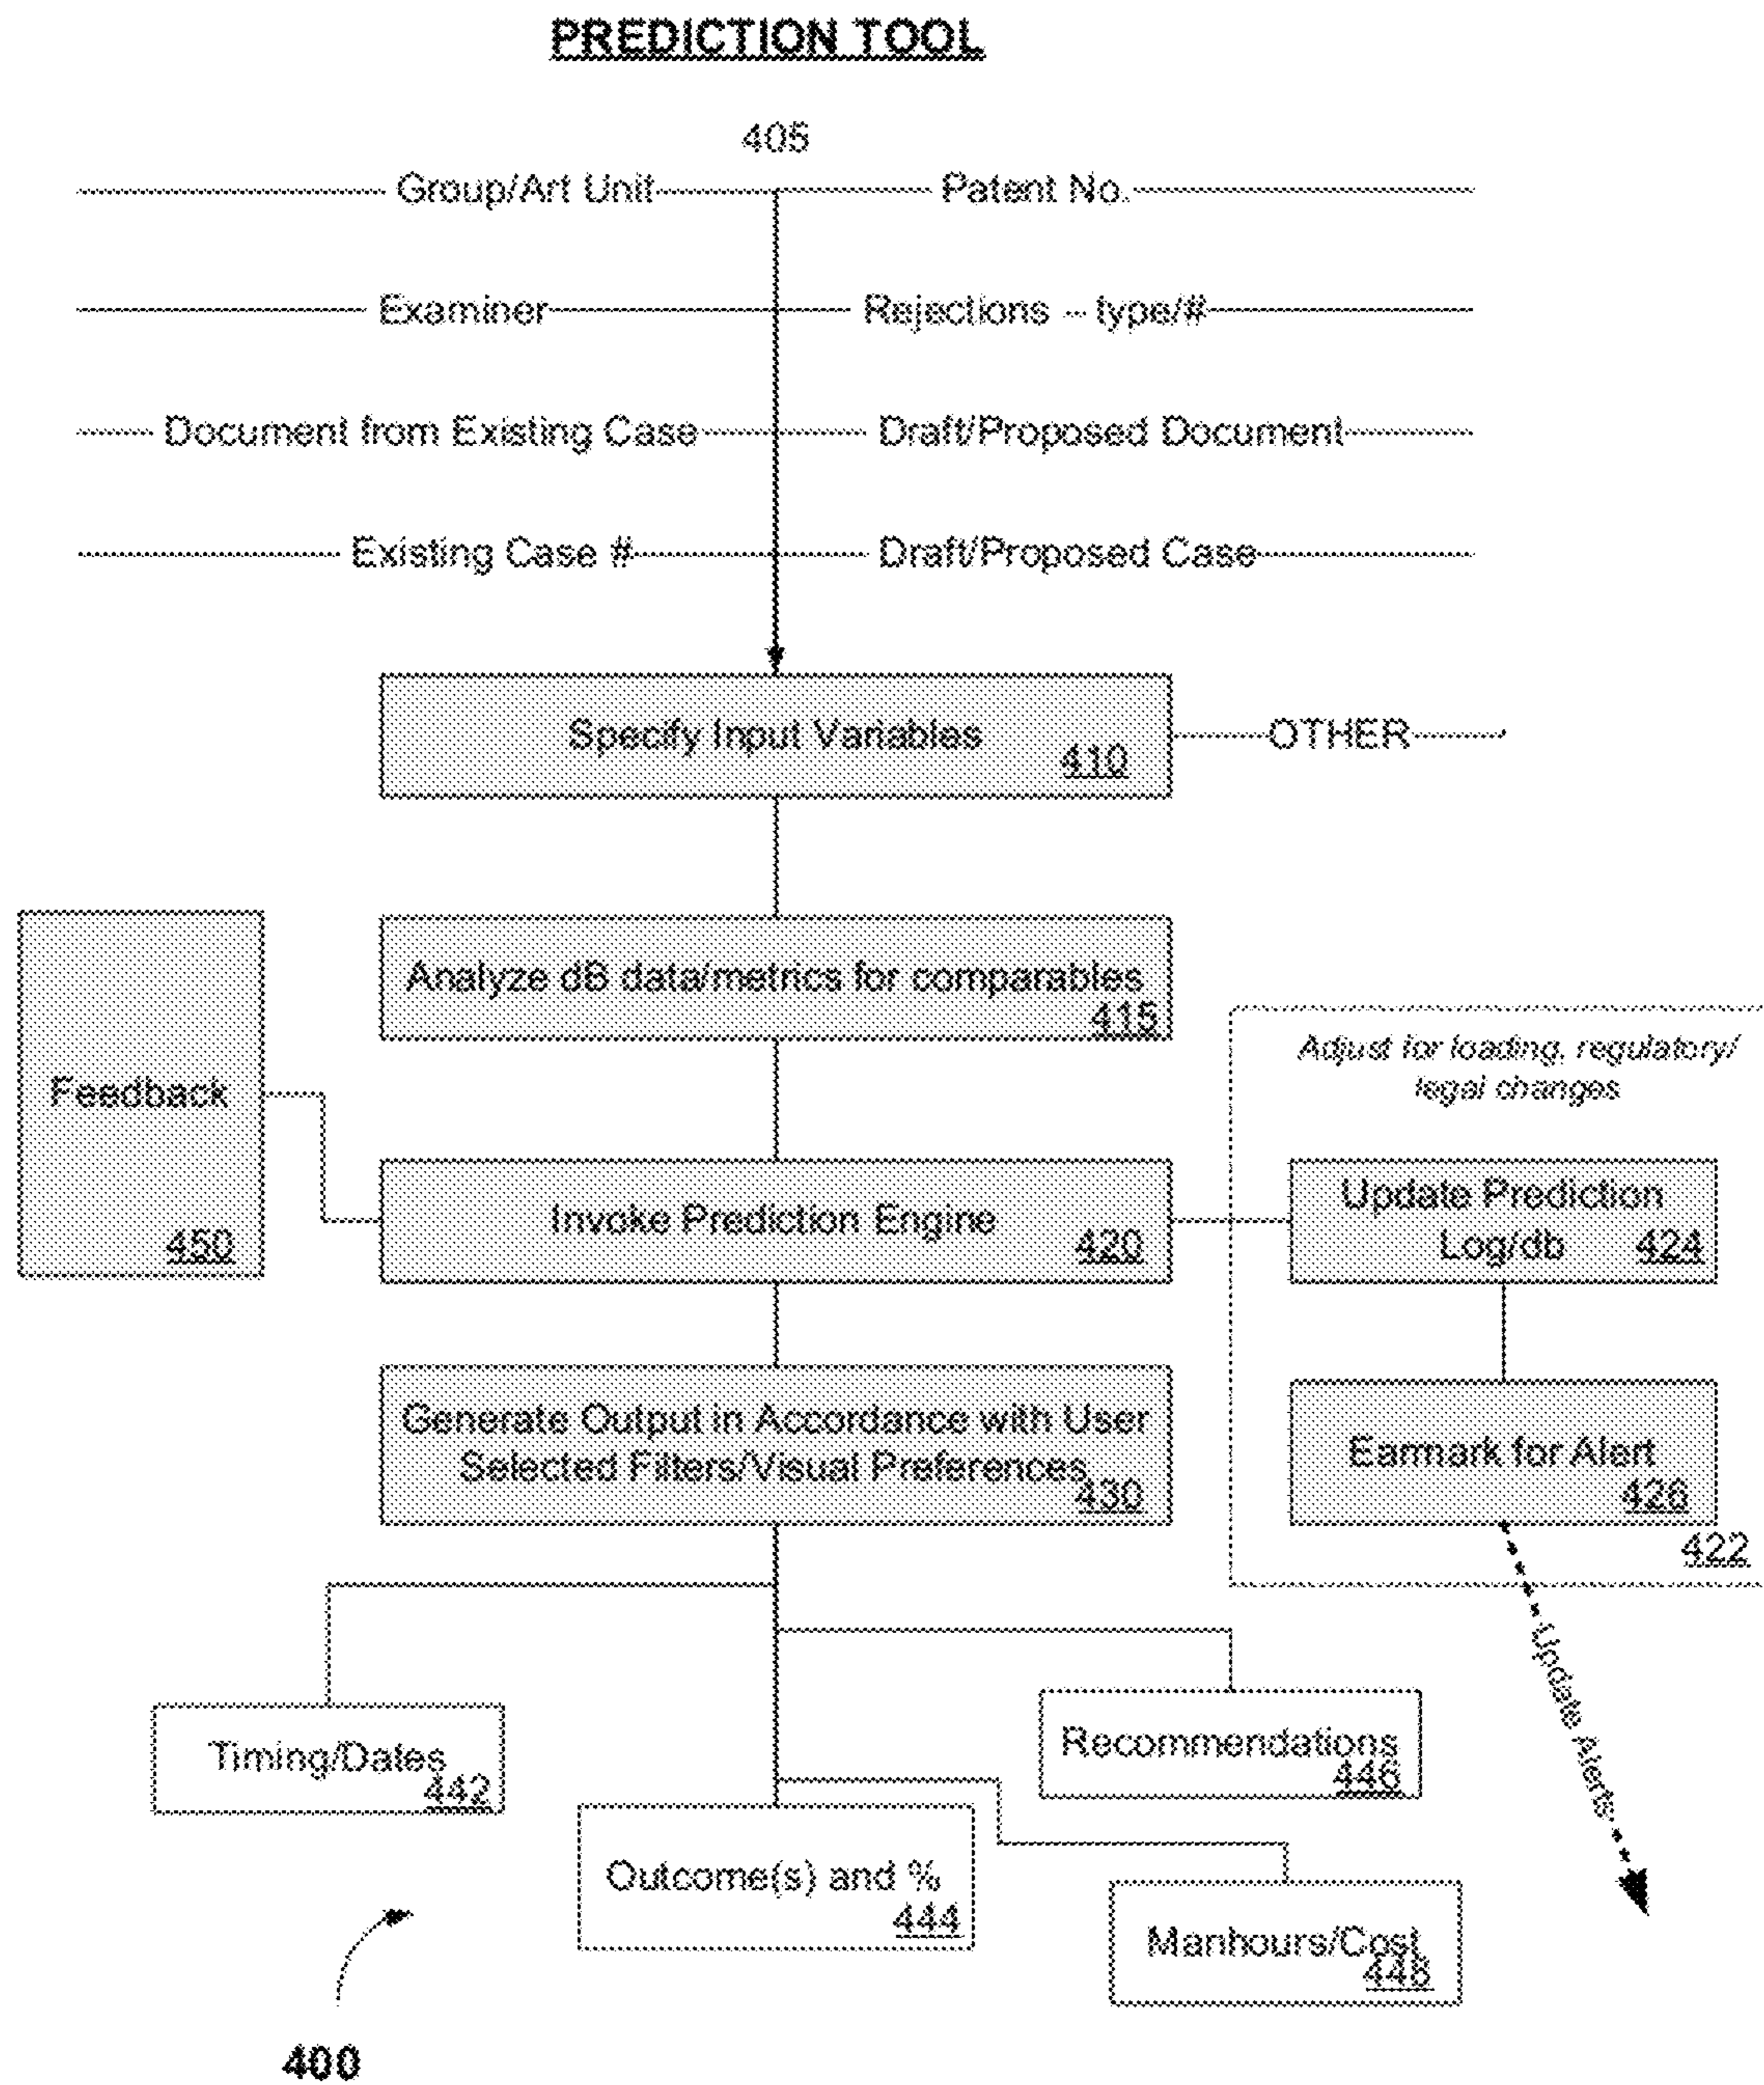 PREDICTION TOOL
405
Group/Art Unit
Patent No.
Examiner
Rejections - type/#
Document from Existing Case
Draft/Proposed Document
Existing Case #
Draft/Proposed Case
Specify Input Variables
410
OTHER
Analyze dB data/metrics for comparables
415
Feedback
450
Adjust for loading, regulatory/
legal changes
Invoke Prediction Engine
420
Update Prediction
Log/db 424
Generate Output in Accordance with User
Selected Filters/Visual Preferences
430
Earmark for Alert
426
422
Update Alerts
Timing/Dates
442
Recommendations
446
Outcome(s) and %
444
Manhours/Cost
448
400